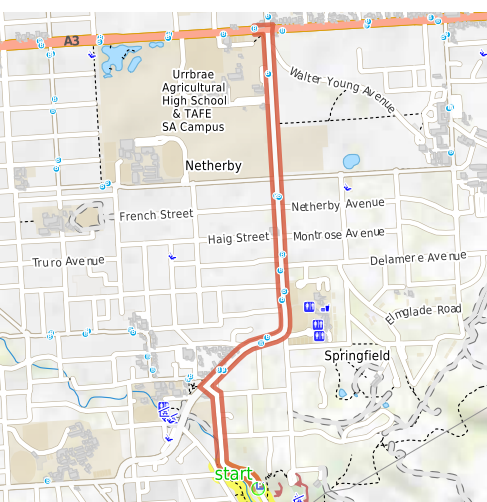 A3
Walter Young Avenue
Urrbrae
Agricultural
High School
& TAFE
SA Campus
Netherby
French Street
Netherby Avenue
Haig Street
Montrose Avenue
Truro Avenue
Delamere Avenue
Elmglade Road
Springfield
start